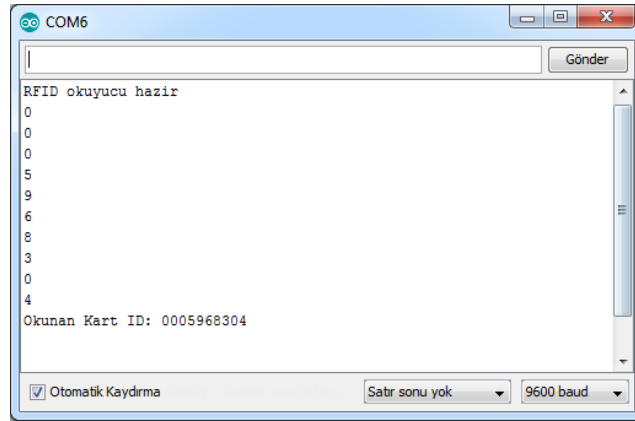 COM6
Gönder
RFID okuyucu hazir
0
0
0
5
9
6
8
3
0
4
Okunan Kart ID: 0005968304
Otomatik Kaydırma
Satır sonu yok
9600 baud